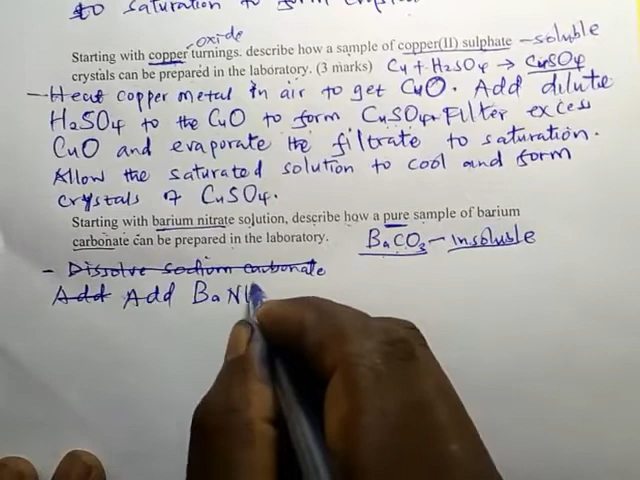 to saturation to form crystal
oxide
Starting with copper turnings. describe how a sample of copper(II) sulphate - soluble
crystals can be prepared in the laboratory. (3 marks) Cu + H₂SO₄ → CuSO₄
- Heat copper metal in air to get CuO. Add dilute
H₂SO₄ to the CuO to form CuSO₄. Filter excess
CuO and evaporate the filtrate to saturation.
Allow the saturated solution to cool and form
crystals of CuSO₄.
Starting with barium nitrate solution, describe how a pure sample of barium
carbonate can be prepared in the laboratory. BaCO₃ - Insoluble
- Dissolve sodium carbonate
Add Add BaN